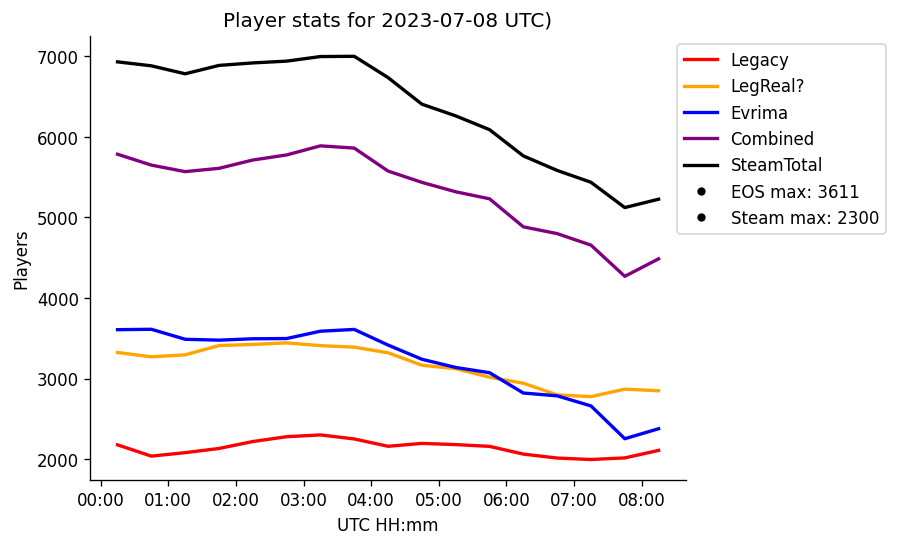 Player stats for 2023-07-08 UTC)
Legacy
LegReal?
Evrima
Combined
SteamTotal
EOS max: 3611
Steam max: 2300
Players
7000
6000
5000
4000
3000
2000
00:00 01:00 02:00 03:00 04:00 05:00 06:00 07:00 08:00
UTC HH:mm